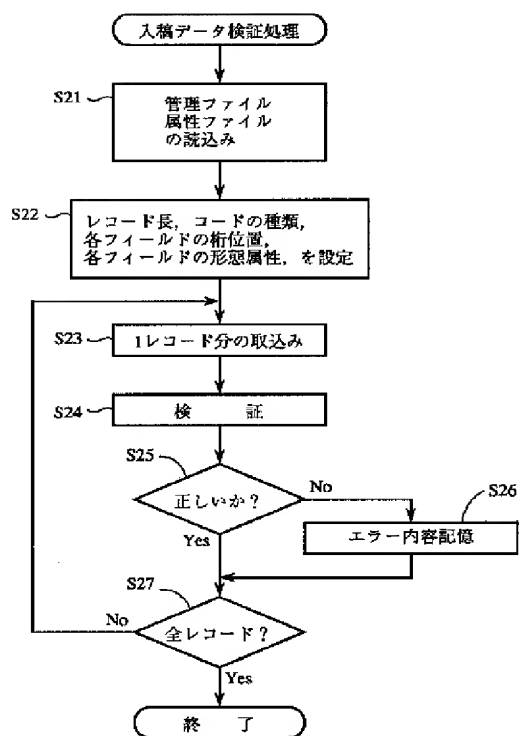 入稿データ検証処理
S21
管理ファイル
属性ファイル
の読込み
S22
レコード長，コードの種類，
各フィールドの桁位置，
各フィールドの形態属性，を設定
S23
1レコード分の取込み
S24
検　　証
S25
正しいか？
No
S26
エラー内容記憶
Yes
S27
全レコード？
No
Yes
終　了